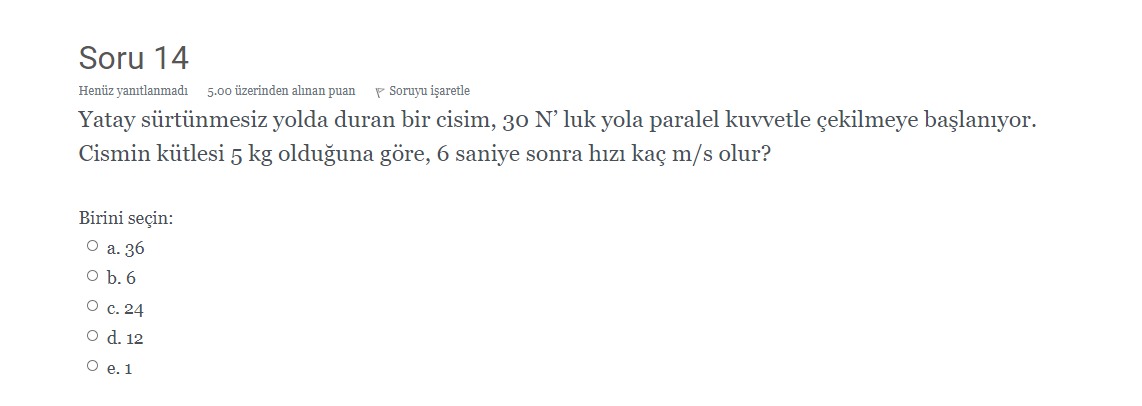 Soru 14
Henüz yanıtlanmadı 5.00 üzerinden alınan puan Soruyu işaretle
Yatay sürtünmesiz yolda duran bir cisim, 30 N’ luk yola paralel kuvvetle çekilmeye başlanıyor.
Cismin kütlesi 5 kg olduğuna göre, 6 saniye sonra hızı kaç m/s olur?
Birini seçin:
a. 36
b. 6
c. 24
d. 12
e. 1